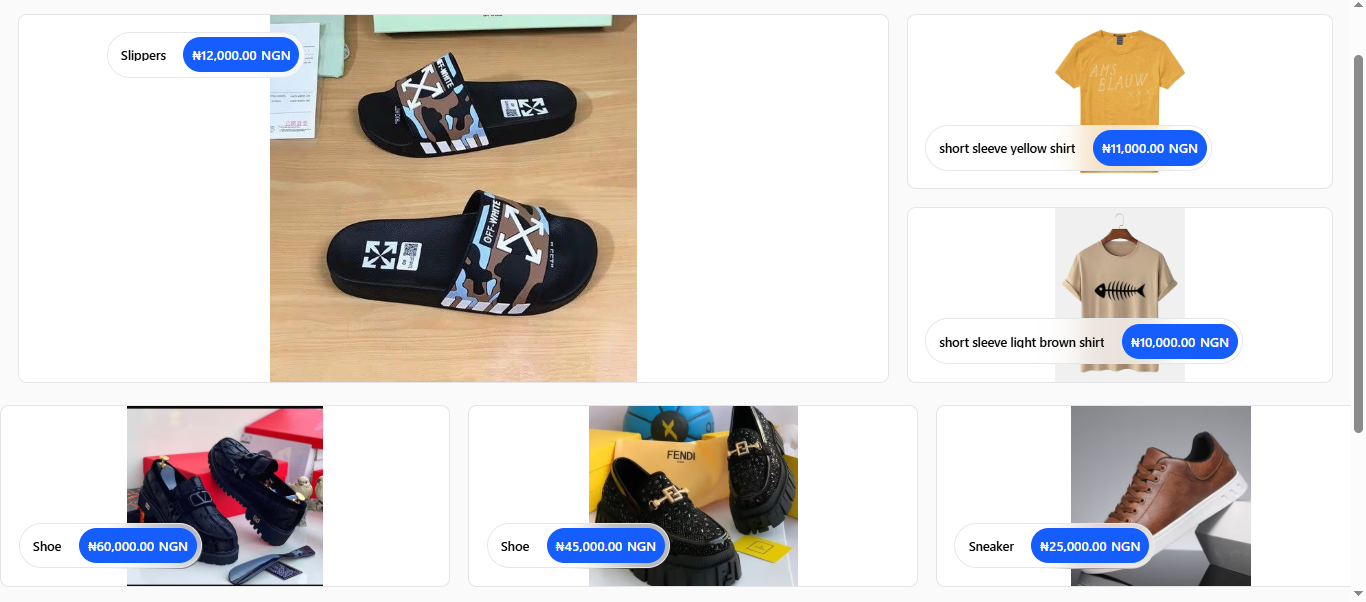 Slippers ₦12,000.00 NGN
OFF-WHITE
OFF-WHITE
AMS
BLAUW
XXX
short sleeve yellow shirt ₦11,000.00 NGN
short sleeve light brown shirt ₦10,000.00 NGN
FENDI
Shoe ₦60,000.00 NGN
Shoe ₦45,000.00 NGN
Sneaker ₦25,000.00 NGN